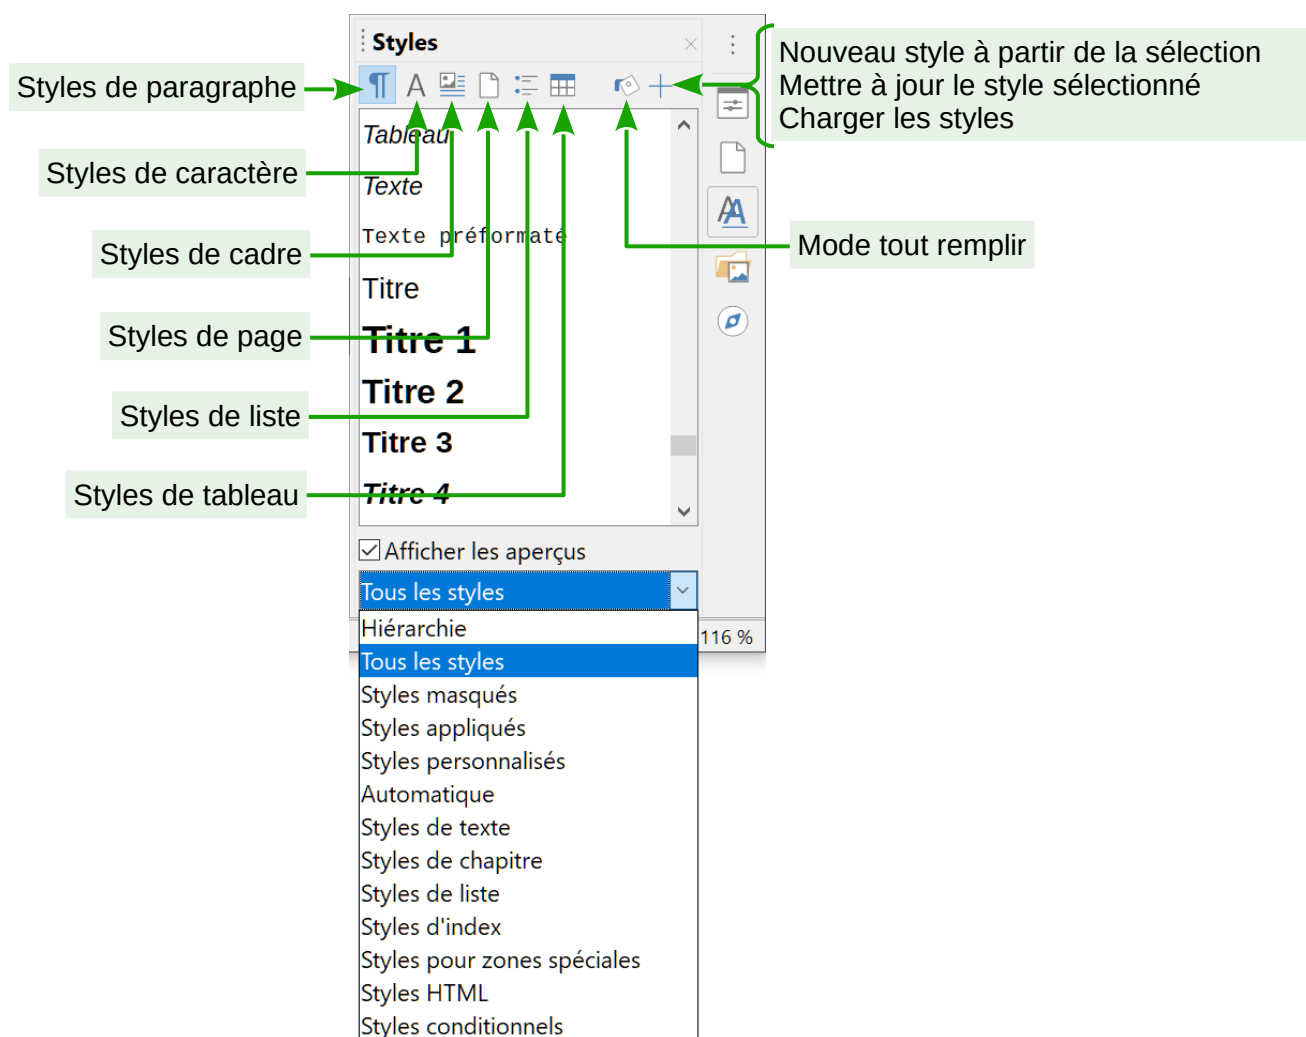 Styles
Nouveau style à partir de la sélection
Mettre à jour le style sélectionné
Charger les styles
Styles de paragraphe
Styles de caractère
Styles de cadre
Styles de page
Styles de liste
Styles de tableau
Mode tout remplir
Tableau
Texte
Texte préformaté
Titre
Titre 1
Titre 2
Titre 3
Titre 4
Afficher les aperçus
Tous les styles
116 %
Hiérarchie
Tous les styles
Styles masqués
Styles appliqués
Styles personnalisés
Automatique
Styles de texte
Styles de chapitre
Styles de liste
Styles d'index
Styles pour zones spéciales
Styles HTML
Styles conditionnels